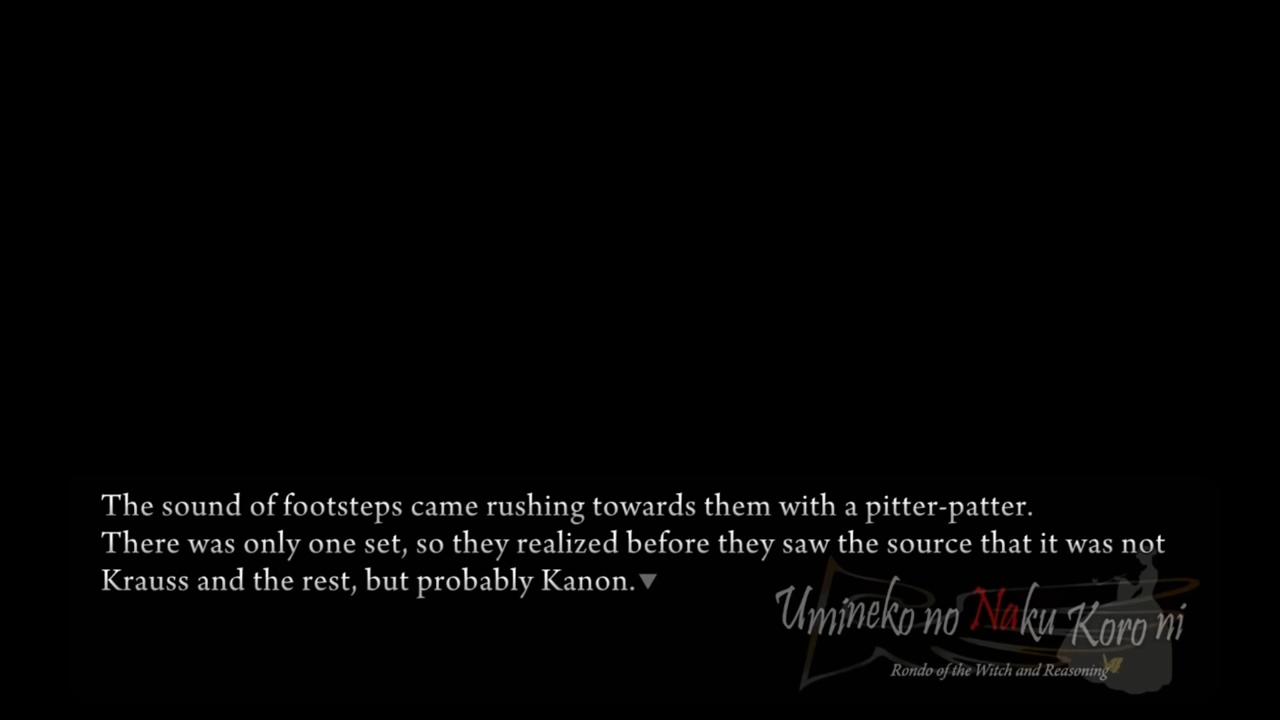 The sound of footsteps came rushing towards them with a pitter-patter.
There was only one set, so they realized before they saw the source that it was not
Krauss and the rest, but probably Kanon.
Umineko no Naku Koro ni
Rondo of the Witch and Reasoning